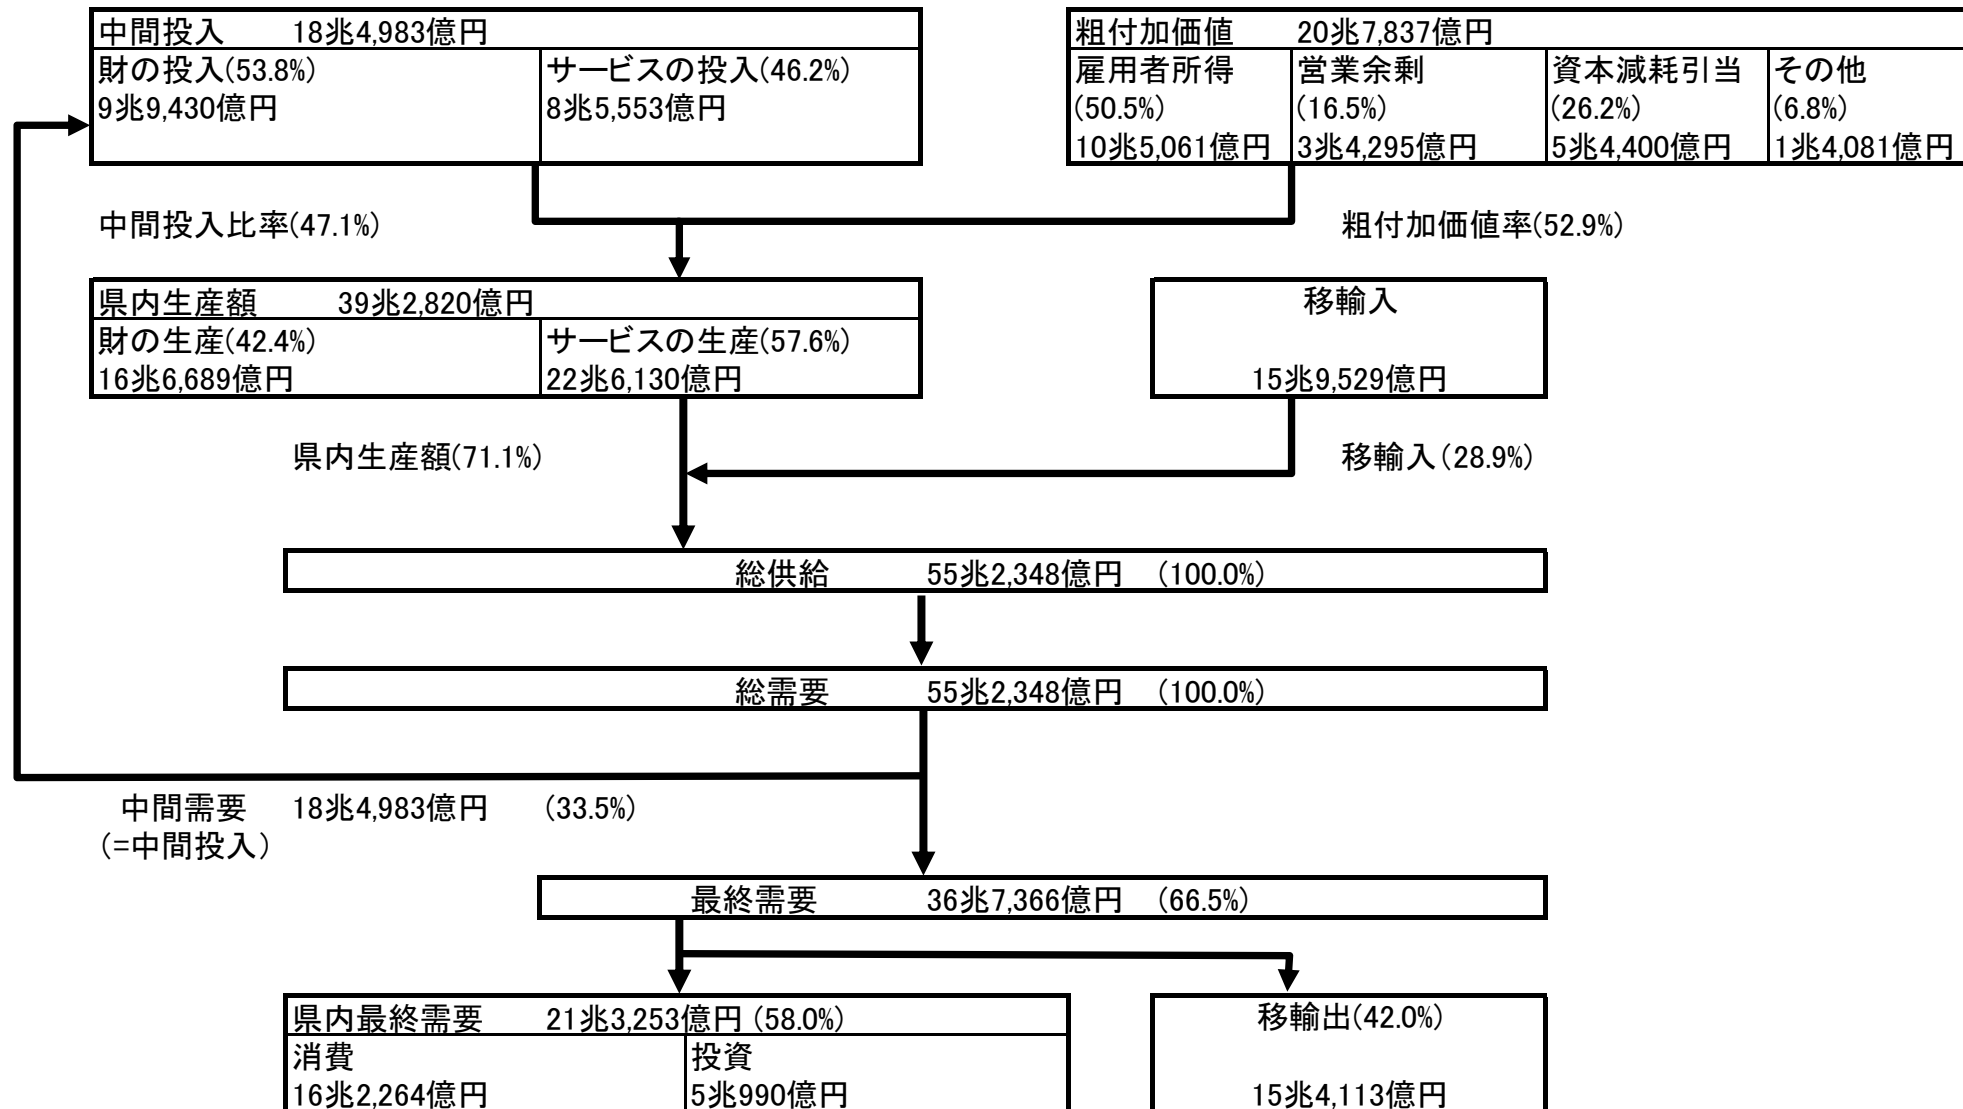 中間投入 18兆4,983億円
財の投入(53.8%)
9兆9,430億円
サービスの投入(46.2%)
8兆5,553億円
粗付加価値 20兆7,837億円
雇用者所得
(50.5%)
10兆5,061億円
営業余剰
(16.5%)
3兆4,295億円
資本減耗引当
(26.2%)
5兆4,400億円
その他
(6.8%)
1兆4,081億円
中間投入比率(47.1%)
粗付加価値率(52.9%)
県内生産額 39兆2,820億円
財の生産(42.4%)
16兆6,689億円
サービスの生産(57.6%)
22兆6,130億円
移輸入
15兆9,529億円
県内生産額(71.1%)
移輸入(28.9%)
総供給 55兆2,348億円 (100.0%)
総需要 55兆2,348億円 (100.0%)
中間需要 18兆4,983億円 (33.5%)
(=中間投入)
最終需要 36兆7,366億円 (66.5%)
県内最終需要 21兆3,253億円(58.0%)
消費
16兆2,264億円
投資
5兆990億円
移輸出(42.0%)
15兆4,113億円